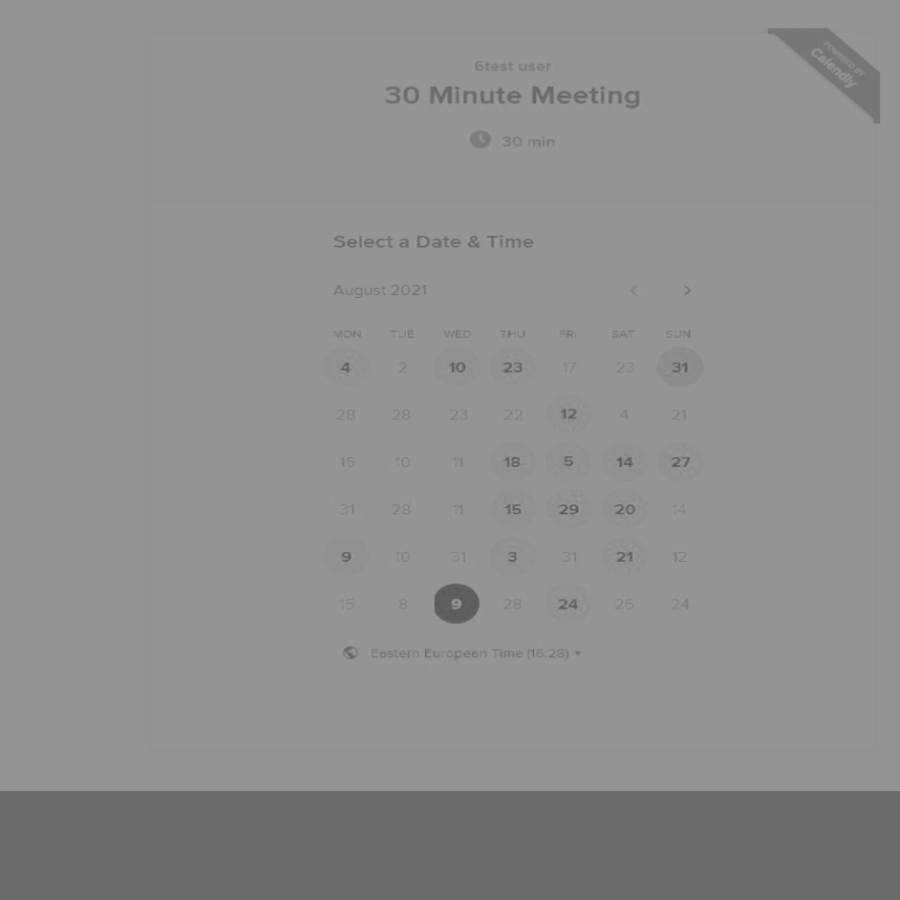 POWERED BY
Calendly
6test user
30 Minute Meeting
30 min
Select a Date & Time
August 2021
MON TUE WED THU FRI SAT SUN
4 2 10 23 17 23 31
28 28 23 22 12 4 21
15 10 11 18 5 14 27
31 28 11 15 29 20 14
9 10 31 3 31 21 12
15 8 9 28 24 26 24
Eastern European Time (16:28)